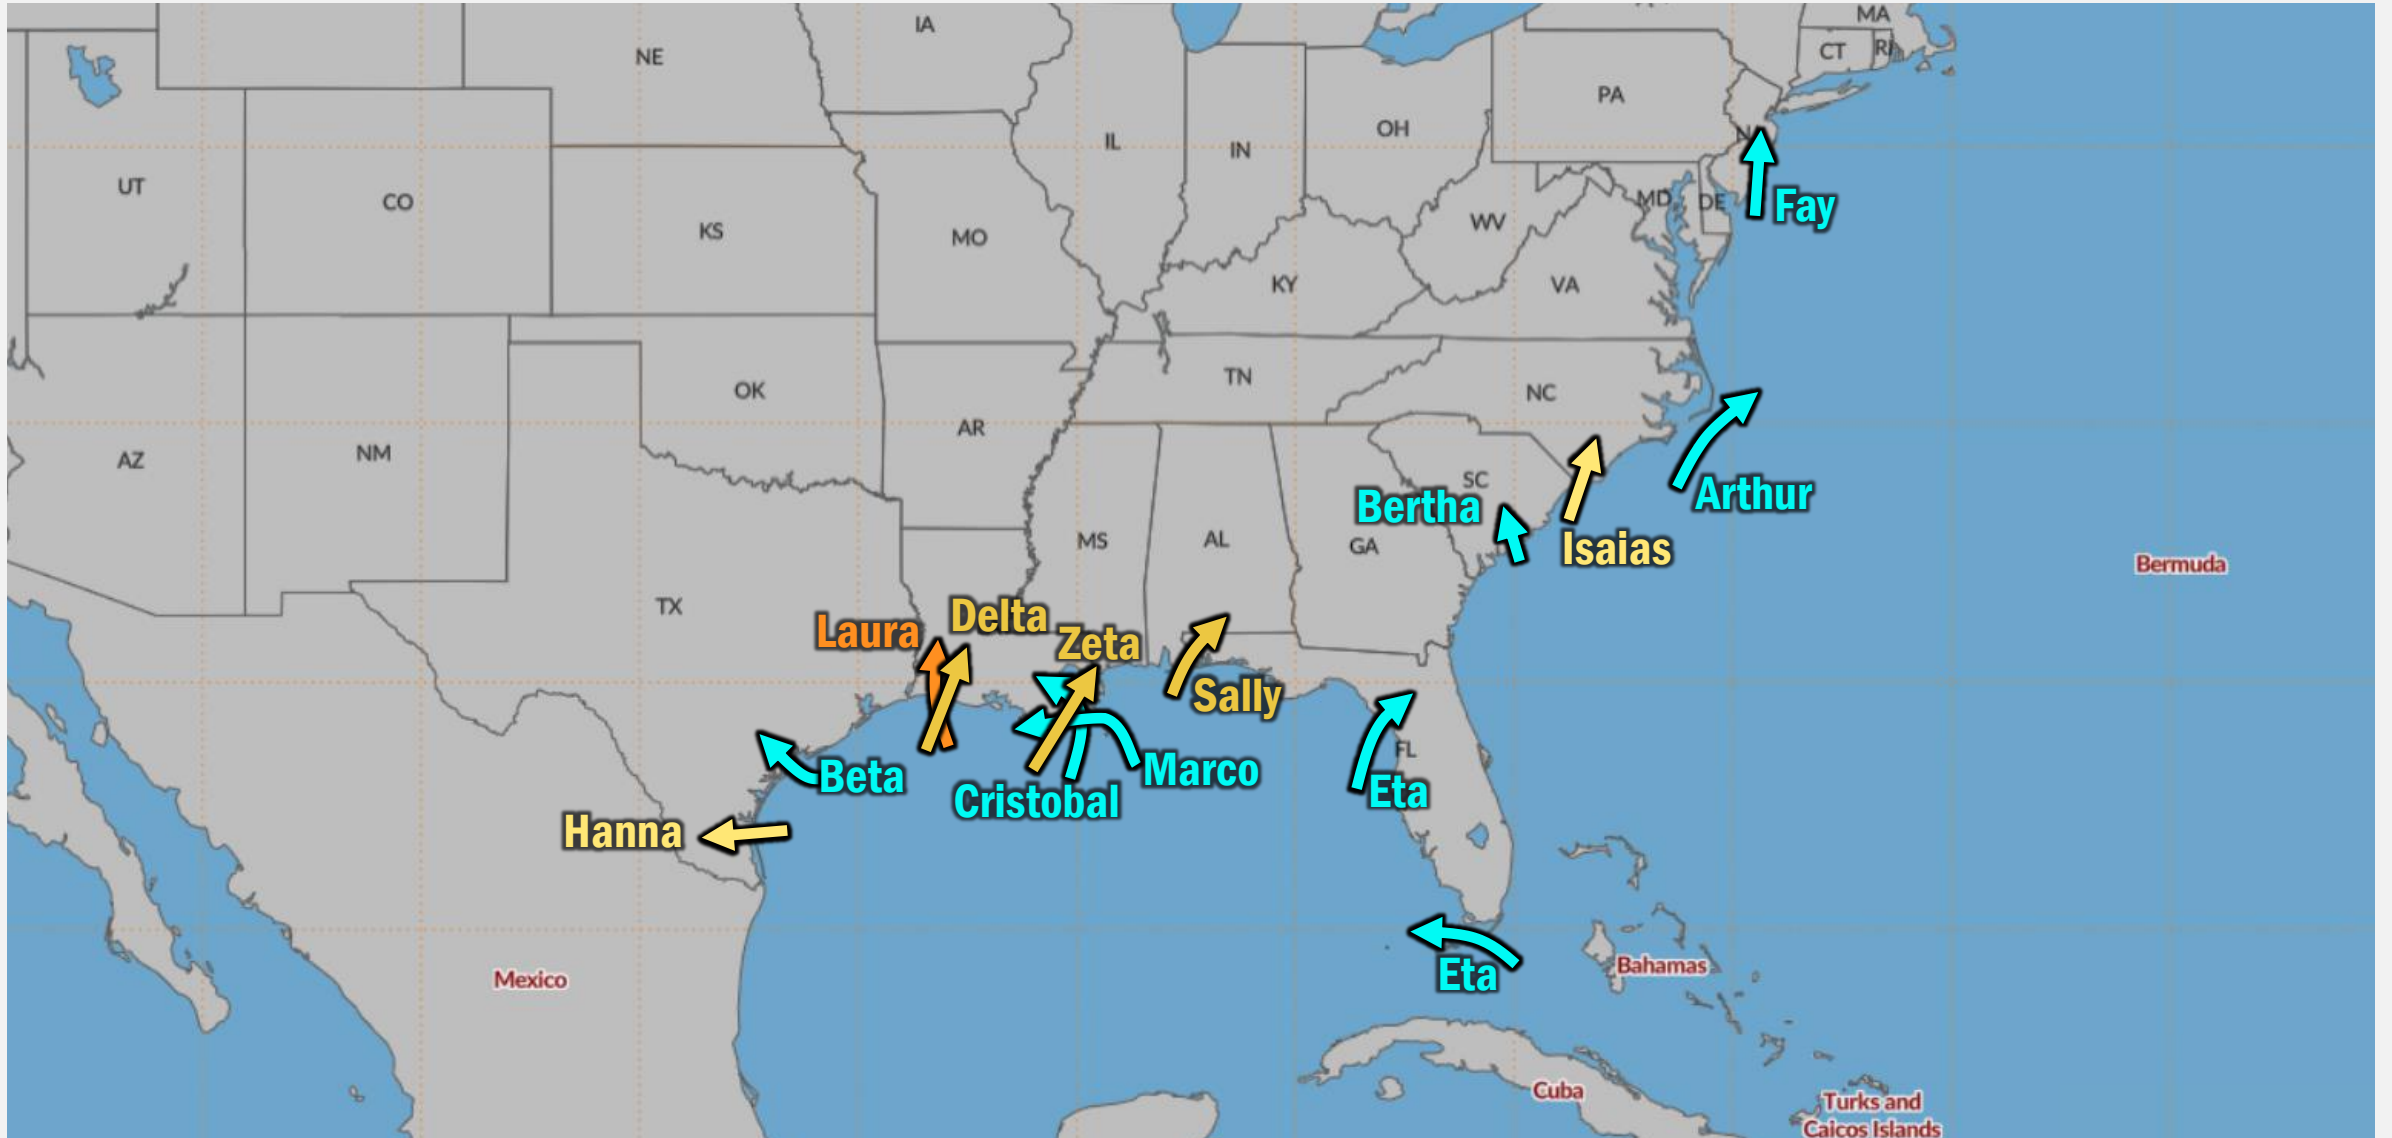 MA
IA
CT
RI
NE
PA
OH
IL
IN
UT
CO
MD
DE
Fay
WV
KS
MO
KY
VA
TN
OK
NC
AR
NM
AZ
SC
Arthur
Bertha
MS
AL
GA
Isaias
Bermuda
TX
Delta
Laura
Zeta
Sally
FL
Marco
Beta
Eta
Cristobal
Hanna
Bahamas
Eta
Mexico
Cuba
Turks and
Caicos Islands